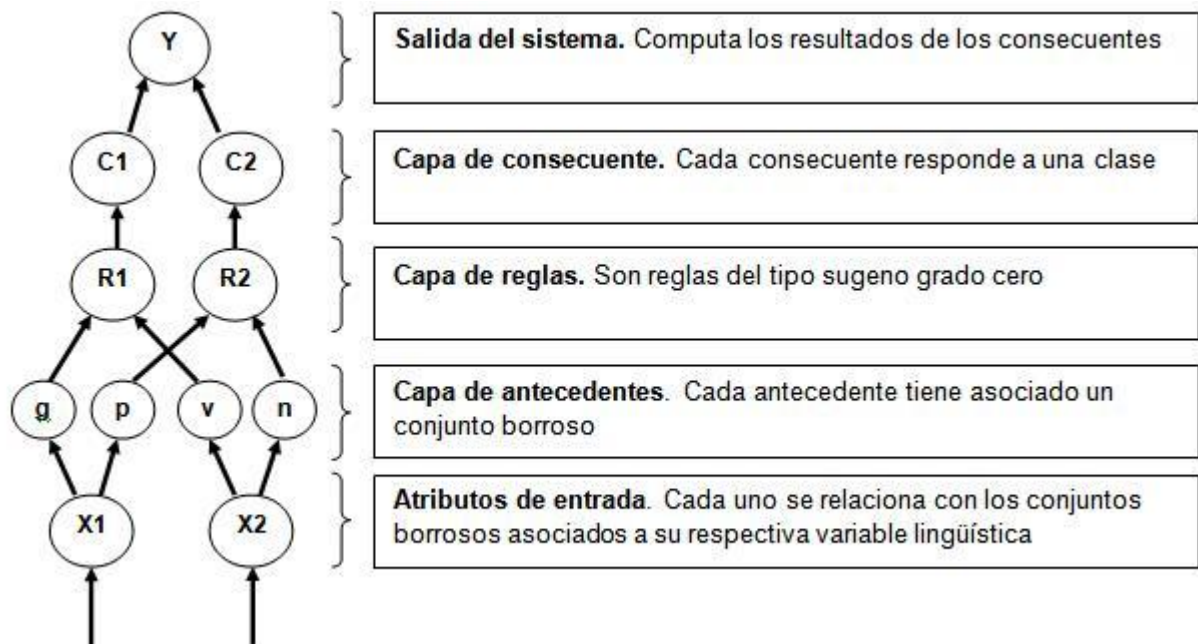 Y
Salida del sistema. Computa los resultados de los consecuentes
C1 C2
Capa de consecuente. Cada consecuente responde a una clase
R1 R2
Capa de reglas. Son reglas del tipo sugeno grado cero
g p v n
Capa de antecedentes. Cada antecedente tiene asociado un
conjunto borroso
X1 X2
Atributos de entrada. Cada uno se relaciona con los conjuntos
borrosos asociados a su respectiva variable lingüística